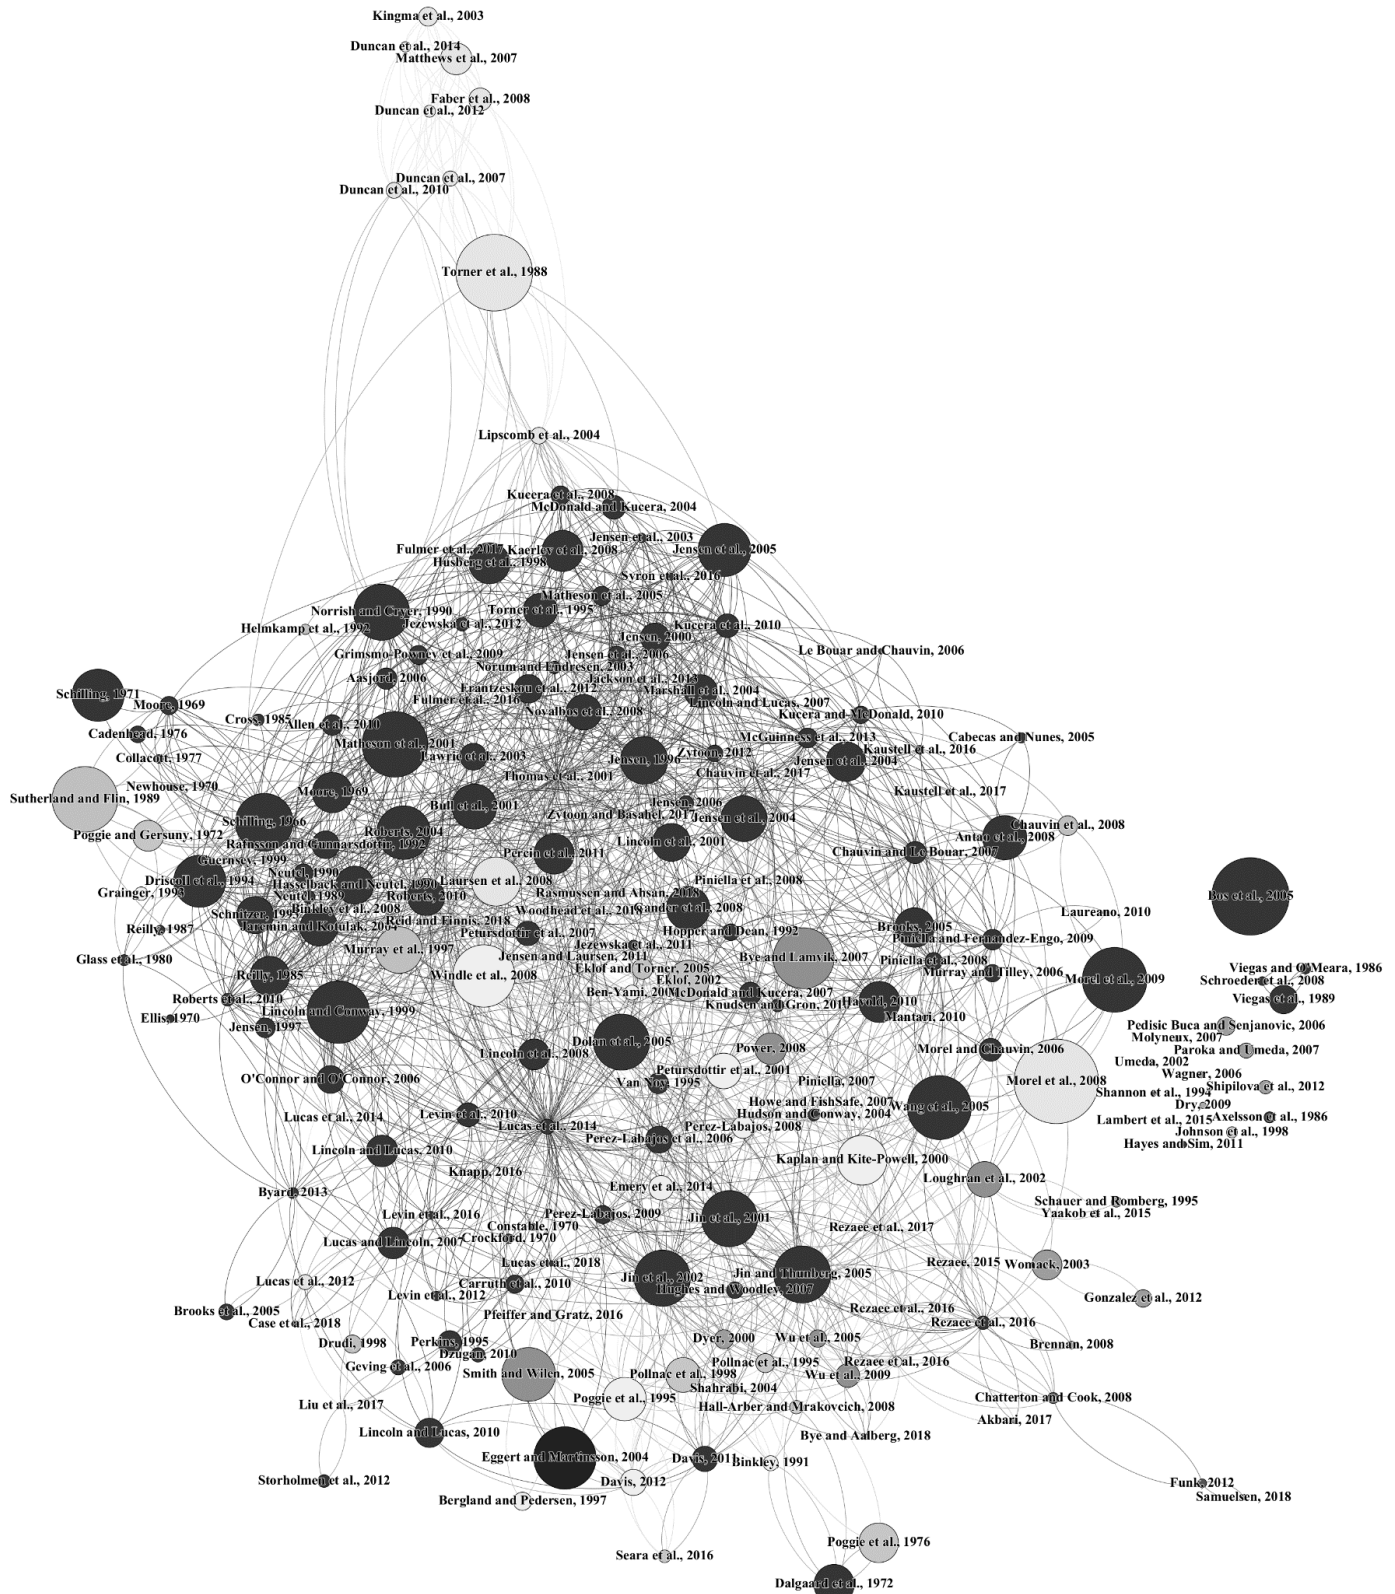 Kingma et al., 2003
Duncan et al., 2014
Matthews et al., 2007
Faber et al., 2008
Duncan et al., 2012
Duncan et al., 2007
Duncan et al., 2010
Torner et al., 1988
Lipscomb et al., 2004
Kucera et al., 2008
McDonald and Kucera, 2004
Jensen et al., 2003
Fulmer et al., 2017
Kaerlev et al., 2008
Jensen et al., 2005
Husberg et al., 1998
Syron et al., 2016
Matheson et al., 2005
Norrish and Cryer, 1990
Torner et al., 1995
Jezewska et al., 2012
Helmkamp et al., 1992
Kucera et al., 2010
Jensen, 2000
Le Bouar and Chauvin, 2006
Grimsmo-Powney et al., 2009
Jensen et al., 2006
Norum and Endresen, 2003
Aasjord, 2006
Jackson et al., 2013
Frantzeskou et al., 2012
Marshall et al., 2004
Schilling, 1971
Fulmer et al., 2016
Lincoln and Lucas, 2007
Moore, 1969
Novalbos et al., 2008
Kucera and McDonald, 2010
Cross, 1985
Allen et al., 2010
Cadenhead, 1976
McGuinness et al., 2013
Cabecas and Nunes, 2005
Matheson et al., 2001
Kaustell et al., 2016
Zytoon, 2012
Lawrie et al., 2003
Collacott, 1977
Jensen, 1996
Jensen et al., 2004
Chauvin et al., 2017
Thomas et al., 2001
Newhouse, 1970
Moore, 1969
Kaustell et al., 2017
Sutherland and Flin, 1989
Jensen, 2006
Bull et al., 2001
Zytoon and Basahel, 2017
Jensen et al., 2004
Schilling, 1966
Chauvin et al., 2008
Poggie and Gersuny, 1972
Roberts, 2004
Antao et al., 2008
Rafnsson and Gunnarsdottir, 1992
Lincoln et al., 2001
Percin et al., 2011
Chauvin and Le Bouar, 2007
Guernsey, 1999
Neutel, 1990
Laursen et al., 2008
Driscoll et al., 1994
Hasselback and Neutel, 1990
Piniella et al., 2008
Grainger, 1993
Neutel, 1989
Roberts, 2010
Rasmussen and Ahsan, 2018
Bos et al., 2005
Binkley et al., 2008
Gander et al., 2008
Schnitzer, 1993
Woodhead et al., 2018
Laureano, 2010
Reid and Finnis, 2018
Jaremin and Kotulak, 2004
Brooks, 2005
Reilly, 1987
Petursdottir et al., 2007
Hopper and Dean, 1992
Piniella and Fernandez-Engo, 2009
Jezewska et al., 2011
Murray et al., 1997
Jensen and Laursen, 2011
Bye and Lamvik, 2007
Glass et al., 1980
Piniella et al., 2008
Eklof and Torner, 2005
Viegas and O'Meara, 1986
Murray and Tilley, 2006
Reilly, 1985
Windle et al., 2008
Eklof, 2002
Morel et al., 2009
Schroeder et al., 2008
McDonald and Kucera, 2007
Roberts et al., 2010
Viegas et al., 1989
Havold, 2010
Knudsen and Gron, 2010
Lincoln and Conway, 1999
Ellis, 1970
Mantari, 2010
Jensen, 1997
Pedisic Buca and Senjanovic, 2006
Molyneux, 2007
Dolan et al., 2005
Power, 2008
Morel and Chauvin, 2006
Paroka and Umeda, 2007
Lincoln et al., 2008
Umeda, 2002
Petursdottir et al., 2001
Wagner, 2006
O'Connor and O'Connor, 2006
Van Noy, 1995
Piniella, 2007
Morel et al., 2008
Shipilova et al., 2012
Shannon et al., 1994
Howe and FishSafe, 2007
Wang et al., 2005
Dry, 2009
Levin et al., 2010
Hudson and Conway, 2004
Lucas et al., 2014
Lambert et al., 2015
Axelsson et al., 1986
Lucas et al., 2014
Perez-Labajos, 2008
Johnson et al., 1998
Perez-Labajos et al., 2006
Hayes and Sim, 2011
Lincoln and Lucas, 2010
Kaplan and Kite-Powell, 2000
Knapp, 2016
Loughran et al., 2002
Emery et al., 2014
Byard, 2013
Schauer and Romberg, 1995
Levin et al., 2016
Perez-Labajos, 2009
Yaakob et al., 2015
Jin et al., 2001
Constable, 1970
Rezaee et al., 2017
Crockford, 1970
Lucas and Lincoln, 2007
Lucas et al., 2018
Rezaee, 2015
Womack, 2003
Jin and Thunberg, 2005
Jin et al., 2002
Lucas et al., 2012
Carruth et al., 2010
Hughes and Woodley, 2007
Levin et al., 2012
Gonzalez et al., 2012
Rezaee et al., 2016
Brooks et al., 2005
Pfeiffer and Gratz, 2016
Case et al., 2018
Rezaee et al., 2016
Dyer, 2000
Wu et al., 2005
Drudi, 1998
Perkins, 1995
Brennan, 2008
Dzugan, 2010
Pollnac et al., 1995
Rezaee et al., 2016
Geving et al., 2006
Smith and Wilen, 2005
Pollnac et al., 1998
Wu et al., 2009
Shahrabi, 2004
Poggie et al., 1995
Chatterton and Cook, 2008
Liu et al., 2017
Hall-Arber and Mrakovcich, 2008
Akbari, 2017
Lincoln and Lucas, 2010
Bye and Aalberg, 2018
Eggert and Martinsson, 2004
Davis, 2011
Binkley, 1991
Storholmen et al., 2012
Davis, 2012
Funk, 2012
Samuelsen, 2018
Bergland and Pedersen, 1997
Poggie et al., 1976
Seara et al., 2016
Dalgaard et al., 1972